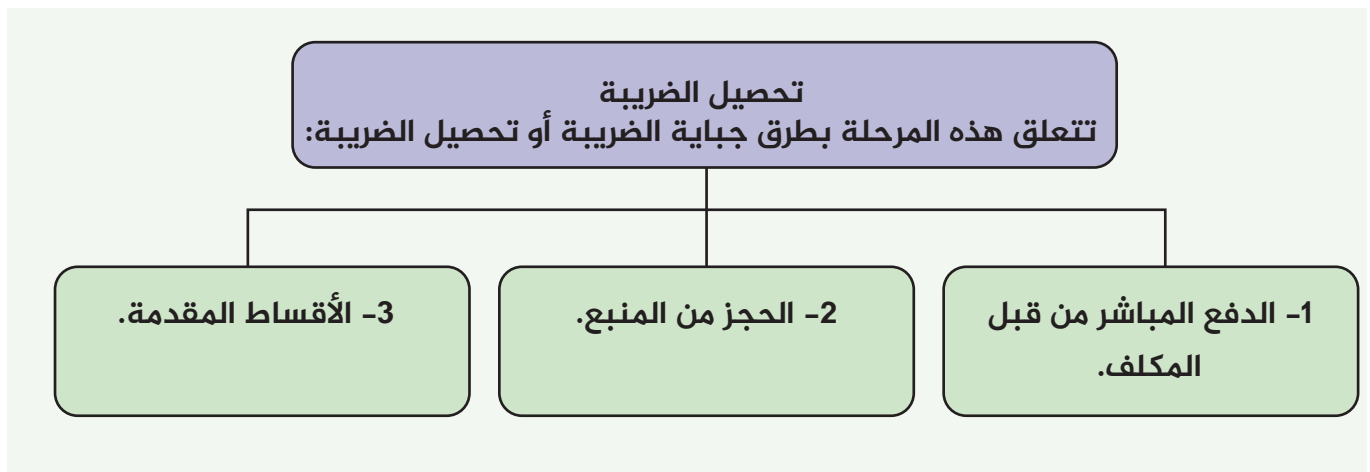 تحصيل الضريبة
تتعلق هذه المرحلة بطرق جباية الضريبة أو تحصيل الضريبة:
1- الدفع المباشر من قبل
المكلف.
2- الحجز من المنبع.
3- الأقساط المقدمة.